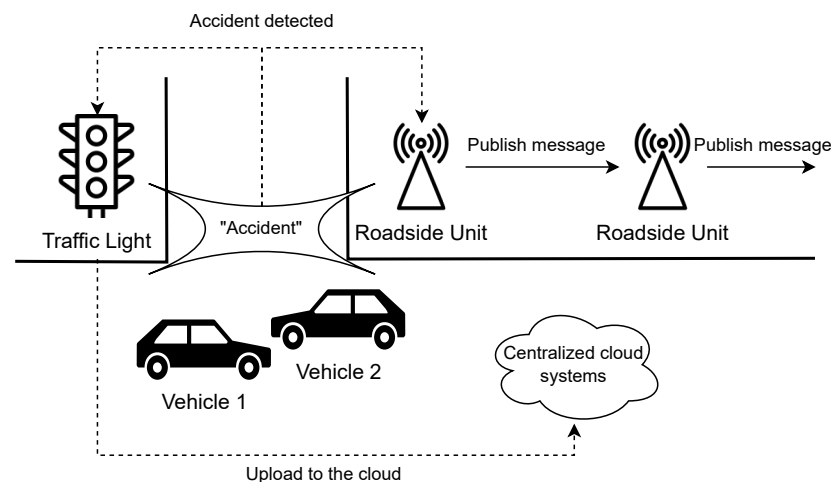 Accident detected
Publish message
Publish message
"Accident"
Traffic Light
Roadside Unit
Roadside Unit
Centralized cloud
systems
Vehicle 2
Vehicle 1
Upload to the cloud